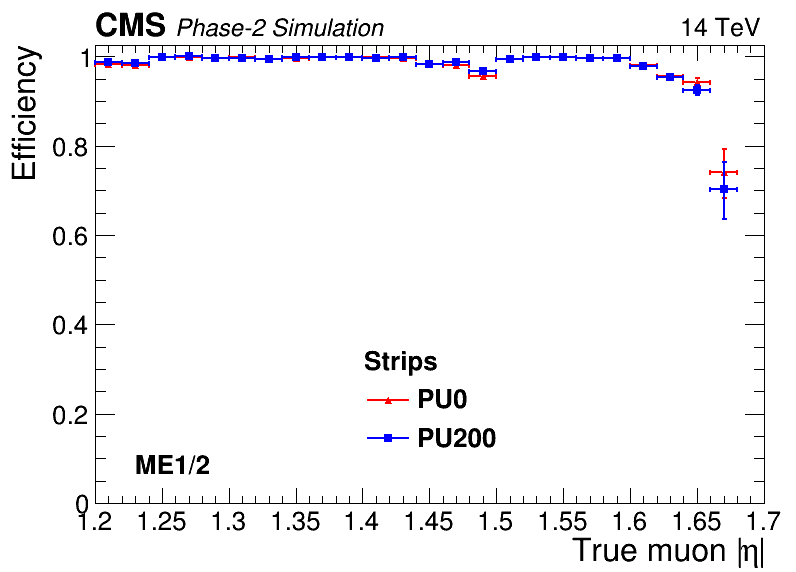 CMS Phase-2 Simulation 14 TeV
Efficiency
1
0.8
0.6
0.4
0.2
0
Strips
PU0
PU200
ME1/2
1.2 1.25 1.3 1.35 1.4 1.45 1.5 1.55 1.6 1.65 1.7
True muon |η|